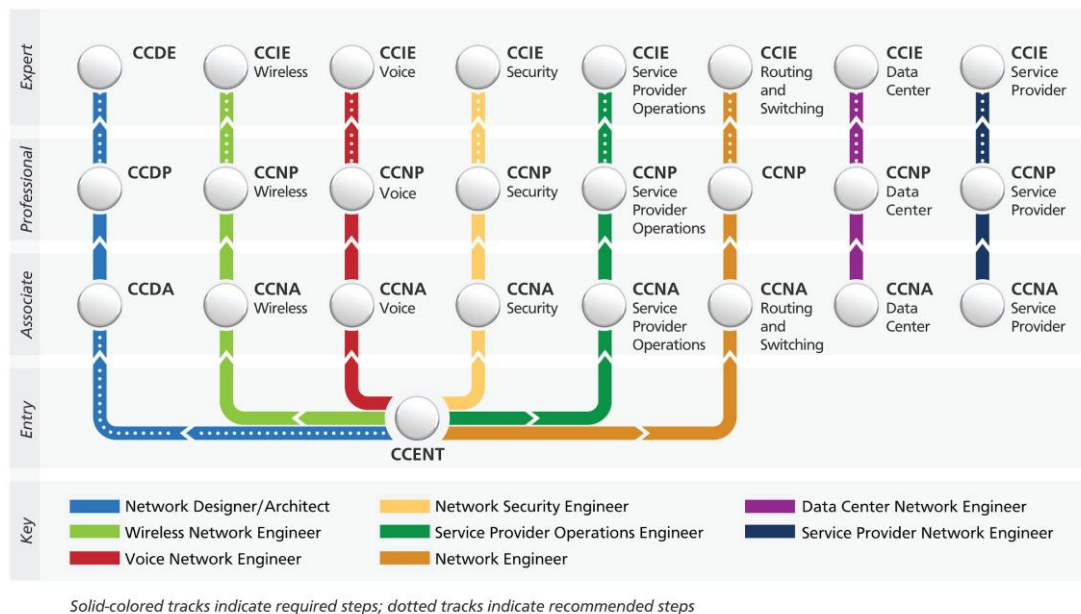 Expert
CCDE
CCIE
Wireless
CCIE
Voice
CCIE
Security
CCIE
Service
Provider
Operations
CCIE
Routing
and
Switching
CCIE
Data
Center
CCIE
Service
Provider
Professional
CCDP
CCNP
Wireless
CCNP
Voice
CCNP
Security
CCNP
Service
Provider
Operations
CCNP
CCNP
Data
Center
CCNP
Service
Provider
Associate
CCDA
CCNA
Wireless
CCNA
Voice
CCNA
Security
CCNA
Service
Provider
Operations
CCNA
Routing
and
Switching
CCNA
Data
Center
CCNA
Service
Provider
Entry
CCENT
Key
Network Designer/Architect
Wireless Network Engineer
Voice Network Engineer
Network Security Engineer
Service Provider Operations Engineer
Network Engineer
Data Center Network Engineer
Service Provider Network Engineer
Solid-colored tracks indicate required steps; dotted tracks indicate recommended steps